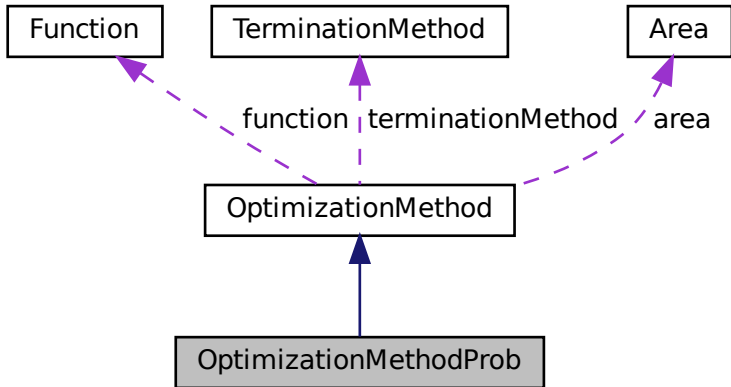 Function
TerminationMethod
Area
function
terminationMethod
area
OptimizationMethod
OptimizationMethodProb